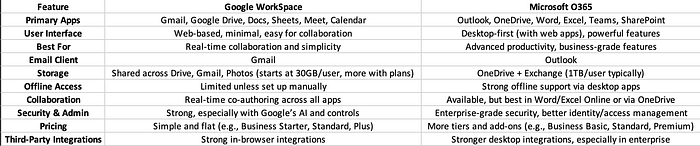 Feature Google WorkSpace Microsoft O365
Primary Apps Gmail, Google Drive, Docs, Sheets, Meet, Calendar Outlook, OneDrive, Word, Excel, Teams, SharePoint
User Interface Web-based, minimal, easy for collaboration Desktop-first (with web apps), powerful features
Best For Real-time collaboration and simplicity Advanced productivity, business-grade features
Email Client Gmail Outlook
Storage Shared across Drive, Gmail, Photos (starts at 30GB/user, more with plans) OneDrive + Exchange (1TB/user typically)
Offline Access Limited unless set up manually Strong offline support via desktop apps
Collaboration Real-time co-authoring across all apps Available, but best in Word/Excel Online or via OneDrive
Security & Admin Strong, especially with Google's AI and controls Enterprise-grade security, better identity/access management
Pricing Simple and flat (e.g., Business Starter, Standard, Plus) More tiers and add-ons (e.g., Business Basic, Standard, Premium)
Third-Party Integrations Strong in-browser integrations Stronger desktop integrations, especially in enterprise